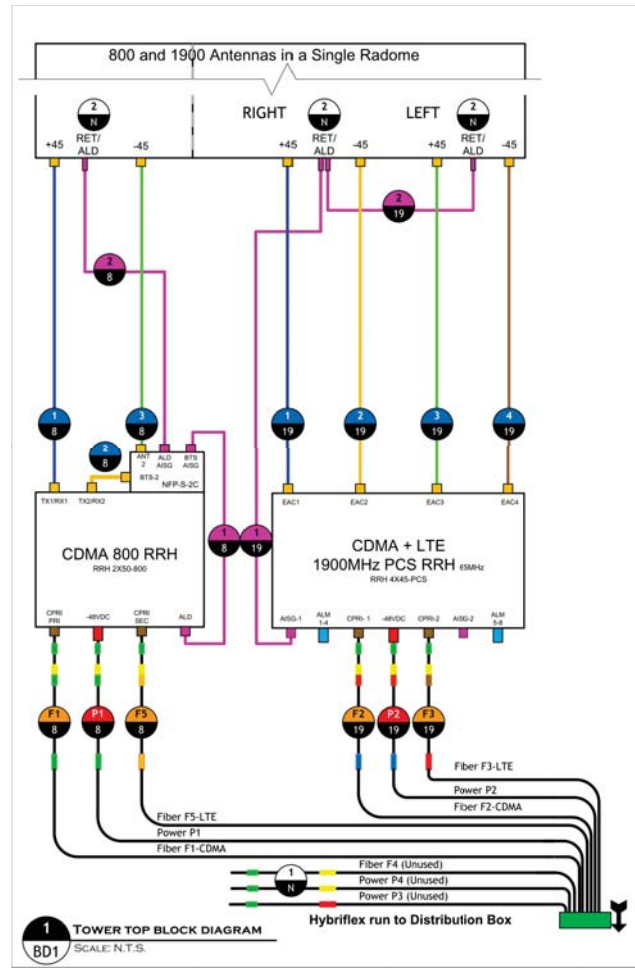 800 and 1900 Antennas in a Single Radome
2
N
RIGHT
2
N
LEFT
2
N
+45
RET/
ALD
-45
+45
RET/
ALD
-45
+45
RET/
ALD
-45
2
19
2
8
1
8
3
8
1
19
2
19
3
19
4
19
2
8
ANT
2
ALD
AISG
BTS
AISG
BTS-2
NFP-S-2C
TX1/RX1
TX2/RX2
EAC1
EAC2
EAC3
EAC4
CDMA 800 RRH
RRH 2X50-800
1
8
1
19
CDMA + LTE
1900MHz PCS RRH 65MHz
RRH 4X45-PCS
CPRI
PRI
-48VDC
CPRI
SEC
ALD
AISG-1
ALM
1-4
CPRI- 1
-48VDC
CPRI-2
AISG-2
ALM
5-8
F1
8
P1
8
F5
8
F2
19
P2
19
F3
19
Fiber F3-LTE
Power P2
Fiber F2-CDMA
Fiber F5-LTE
Power P1
Fiber F1-CDMA
Fiber F4 (Unused)
Power P4 (Unused)
Power P3 (Unused)
1
N
Hybriflex run to Distribution Box
1
BD1
TOWER TOP BLOCK DIAGRAM
SCALE: N.T.S.